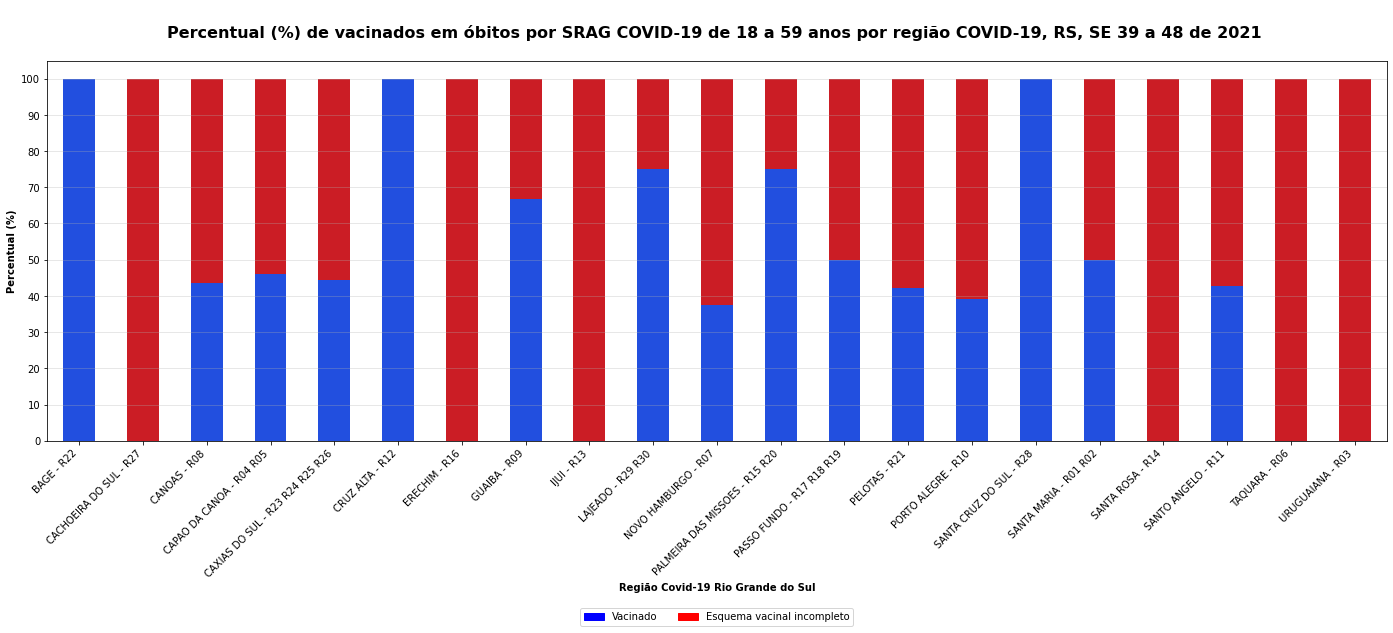 Percentual (%) de vacinados em óbitos por SRAG COVID-19 de 18 a 59 anos por região COVID-19, RS, SE 39 a 48 de 2021
Percentual (%)
100
90
80
70
60
50
40
30
20
10
0
BAGE - R22
CACHOEIRA DO SUL - R27
CANOAS - R08
CAPAO DA CANOA - R04 R05
CAXIAS DO SUL - R23 R24 R25 R26
CRUZ ALTA - R12
ERECHIM - R16
GUAIBA - R09
IJUI - R13
LAJEADO - R29 R30
NOVO HAMBURGO - R07
PALMEIRA DAS MISSOES - R15 R20
PASSO FUNDO - R17 R18 R19
PELOTAS - R21
PORTO ALEGRE - R10
SANTA CRUZ DO SUL - R28
SANTA MARIA - R01 R02
SANTA ROSA - R14
SANTO ANGELO - R11
TAQUARA - R06
URUGUAIANA - R03
Região Covid-19 Rio Grande do Sul
Vacinado
Esquema vacinal incompleto